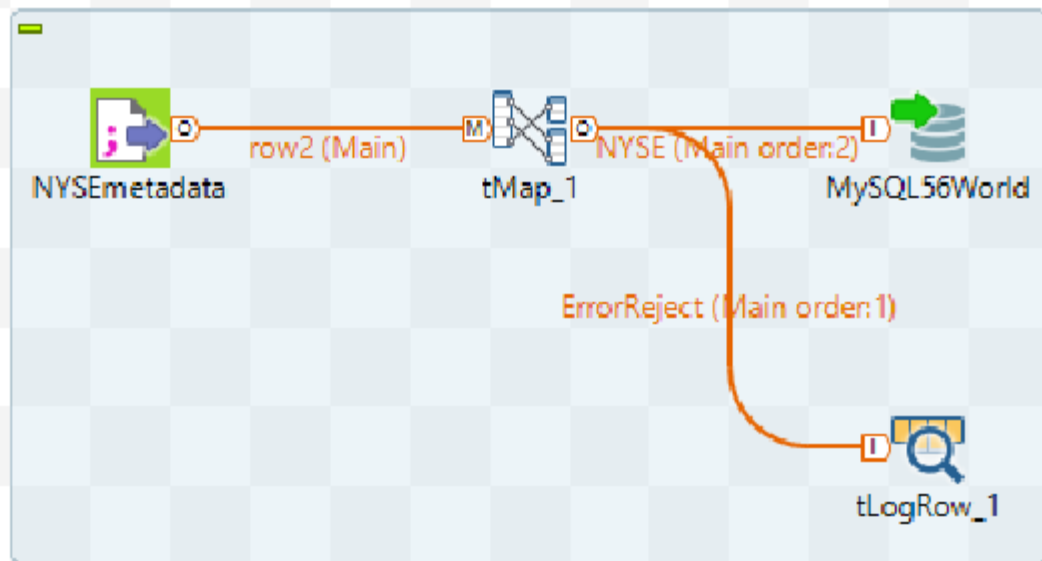 O
row2 (Main)
M
O
NYSE (Main order:2)
I
NYSEmetadata
tMap_1
MySQL56World
ErrorReject (Main order:1)
I
tLogRow_1